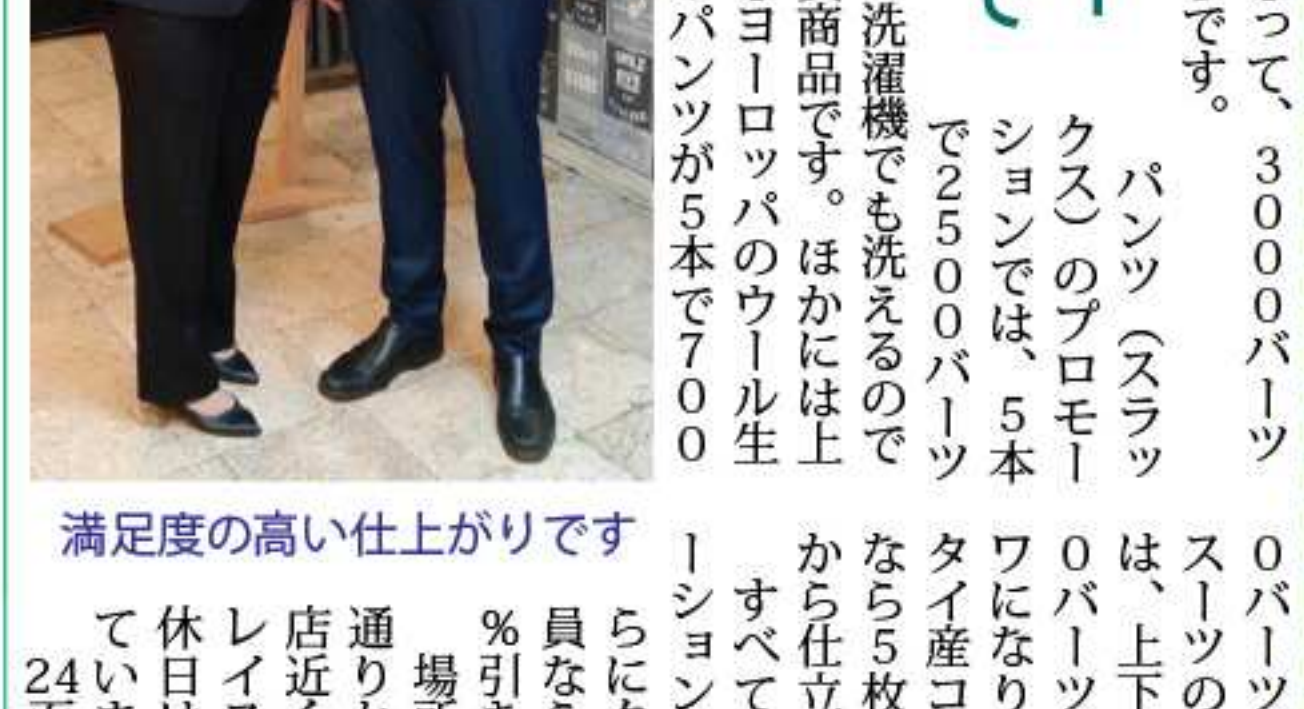 って、3000バーツ
です。
パンツ（スラッ
クス）のプロモー
ションでは、5本
で2500バーツ
洗濯機でも洗えるので
商品です。ほかには上
ヨーロッパのウール生
パンツが5本で700
0バーツ
スーツの
は、上下
0バーツ
ワになり
タイ産コ
なら5枚
から仕立
すべて
ーション
満足度の高い仕上がりです
らに
員な
%引
場
通り
店近
レイ
休日
てい
24